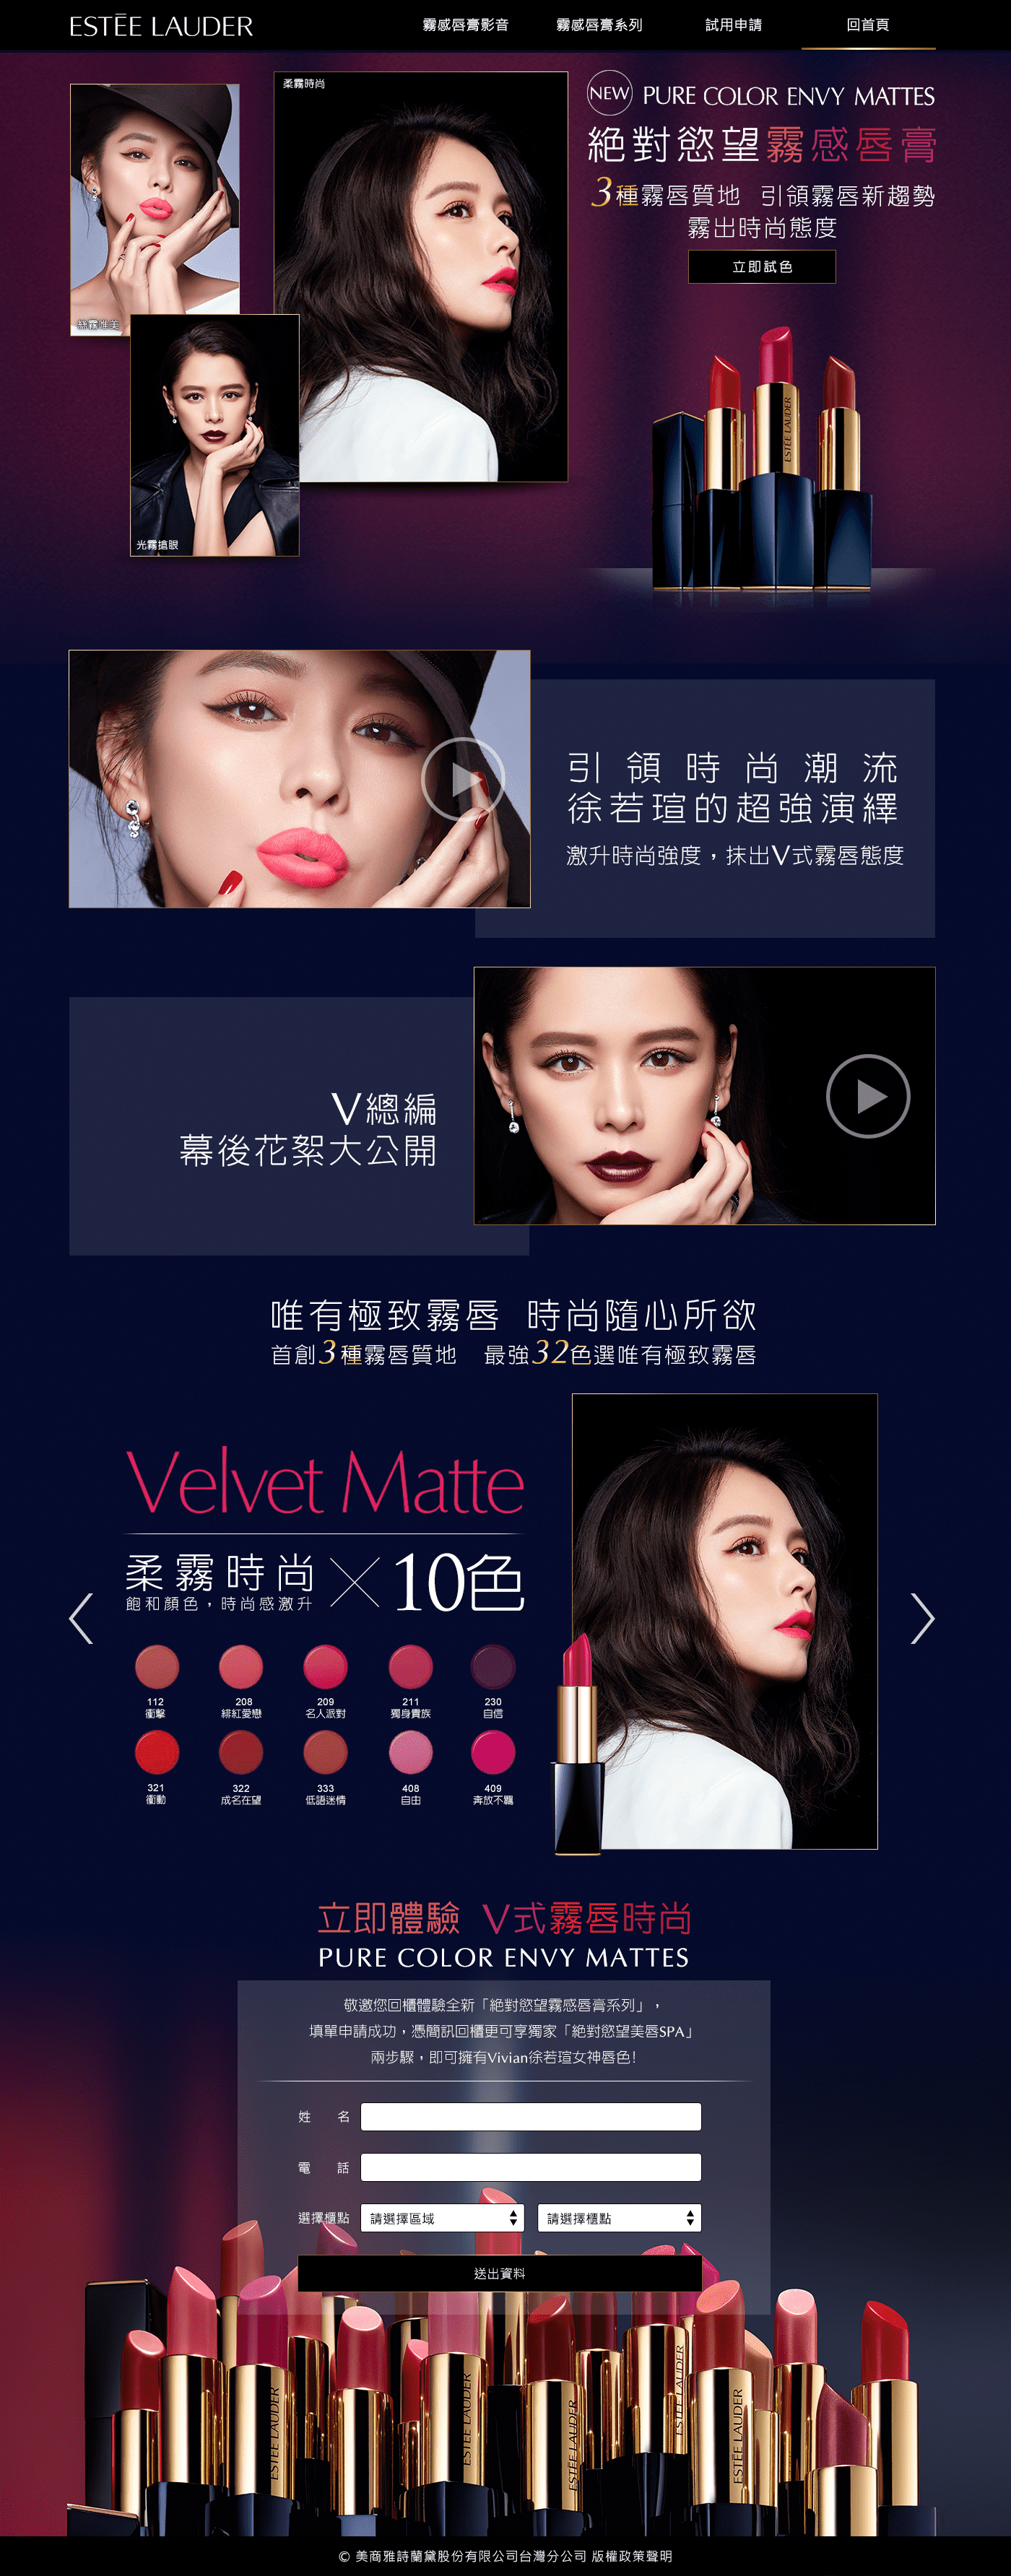 ESTĒE LAUDER
霧感唇膏影音
霧感唇膏系列
試用申請
回首頁
柔霧時尚
絲霧唯美
光霧搶眼
NEW PURE COLOR ENVY MATTES
絕對慾望霧感唇膏
3種霧唇質地 引領霧唇新趨勢
霧出時尚態度
立即試色
ESTĒE LAUDER
引領時尚潮流
徐若瑄的超強演繹
激升時尚強度，抹出V式霧唇態度
V總編
幕後花絮大公開
唯有極致霧唇 時尚隨心所欲
首創3種霧唇質地 最強32色選唯有極致霧唇
Velvet Matte
柔霧時尚
飽和顏色，時尚感激升
×10色
112
衝擊
208
緋紅愛戀
209
名人派對
211
獨身貴族
230
自信
321
衝動
322
成名在望
333
低語迷情
408
自由
409
奔放不羈
立即體驗 V式霧唇時尚
PURE COLOR ENVY MATTES
敬邀您回櫃體驗全新「絕對慾望霧感唇膏系列」，
填單申請成功，憑簡訊回櫃更可享獨家「絕對慾望美唇SPA」
兩步驟，即可擁有Vivian徐若瑄女神唇色！
姓 名
電 話
選擇櫃點
請選擇區域
請選擇櫃點
送出資料
ESTĒE LAUDER
ESTĒE LAUDER
ESTĒE LAUDER
ESTĒE LAUDER
ESTĒE LAUDER
© 美商雅詩蘭黛股份有限公司台灣分公司 版權政策聲明